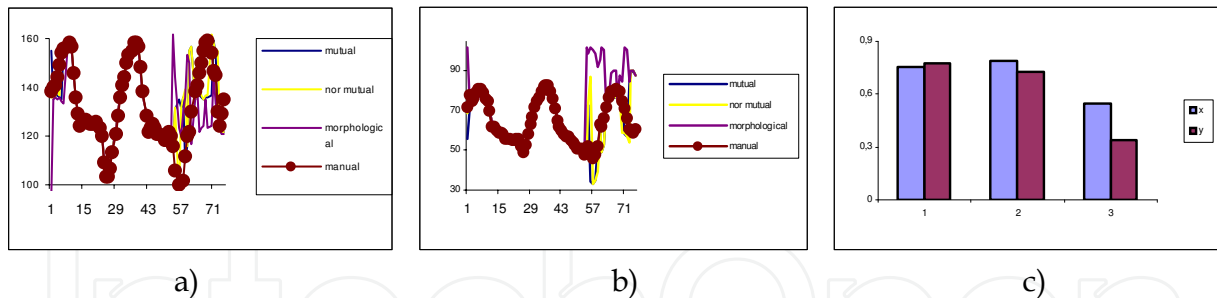 160
140
120
100
1 15 29 43 57 71
mutual
nor mutual
morphologic
al
manual
a)
90
70
50
30
1 15 29 43 57 71
mutual
nor mutual
morphological
manual
b)
0,9
0,6
0,3
0
1 2 3
x
y
c)